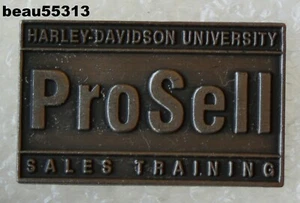 beau55313
HARLEY-DAVIDSON UNIVERSITY
ProSell
SALES TRAINING